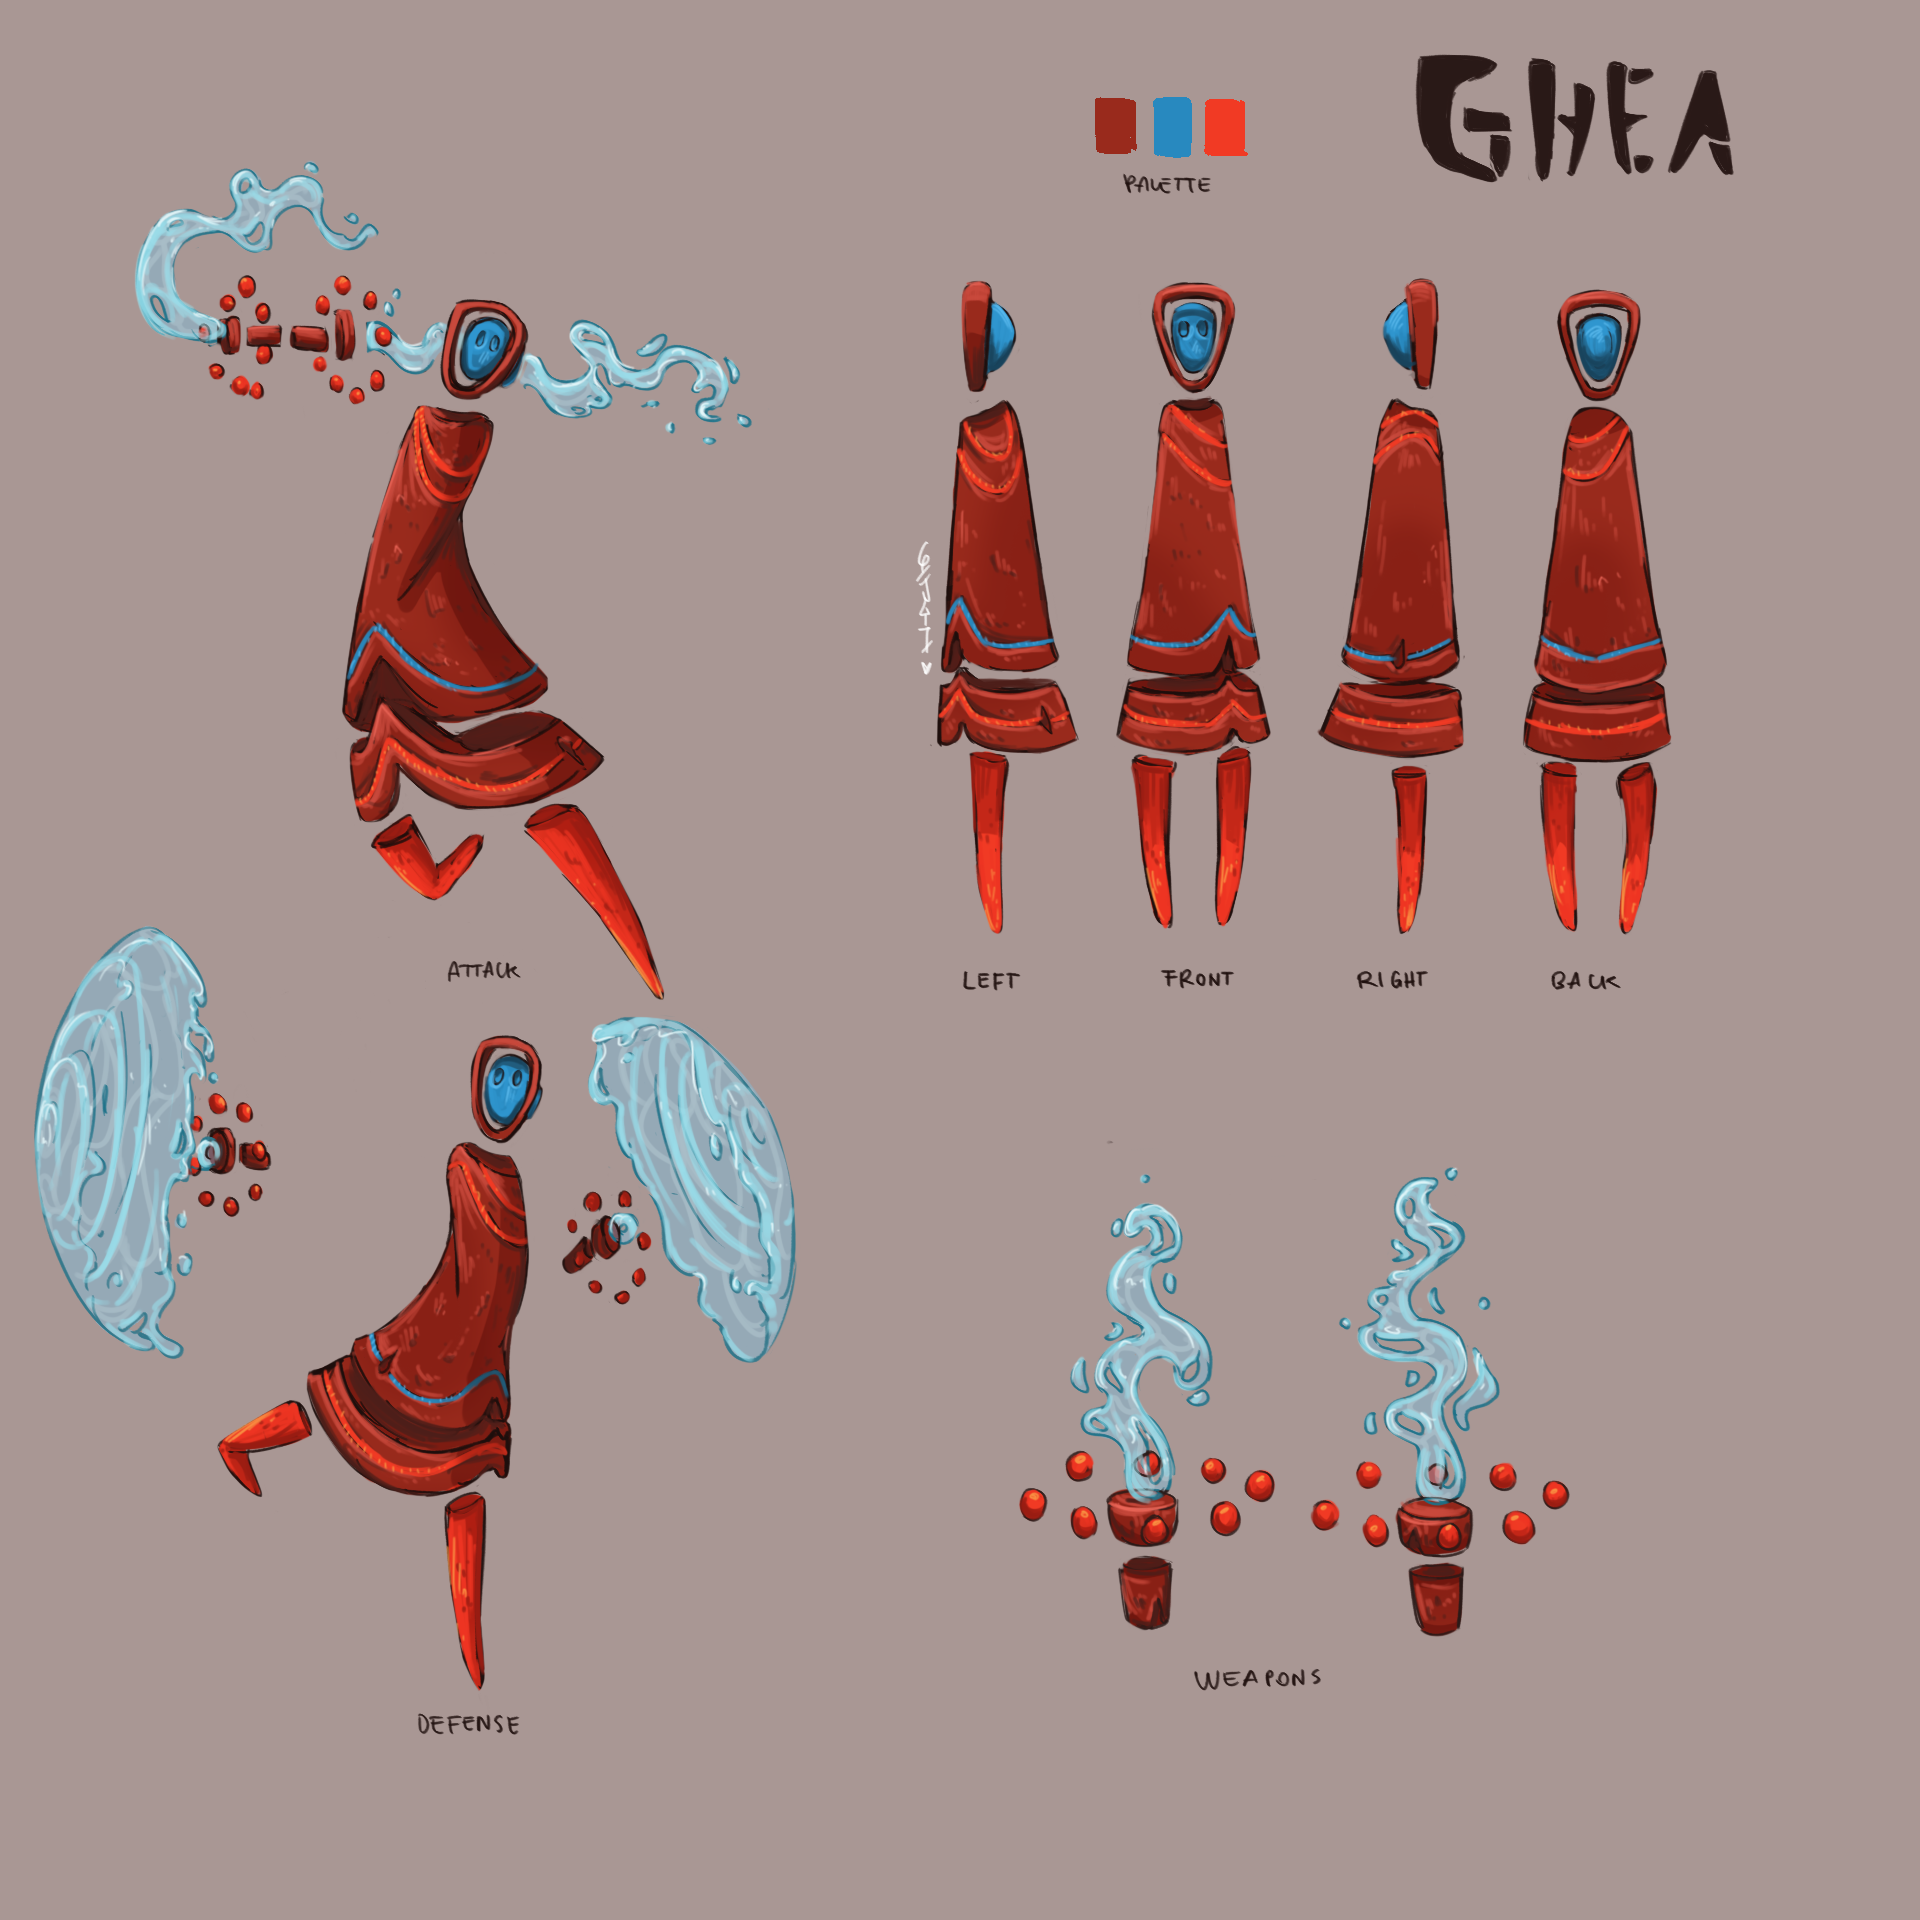 GHEA
PALETTE
ATTACK
LEFT
FRONT
RIGHT
BACK
DEFENSE
WEAPONS